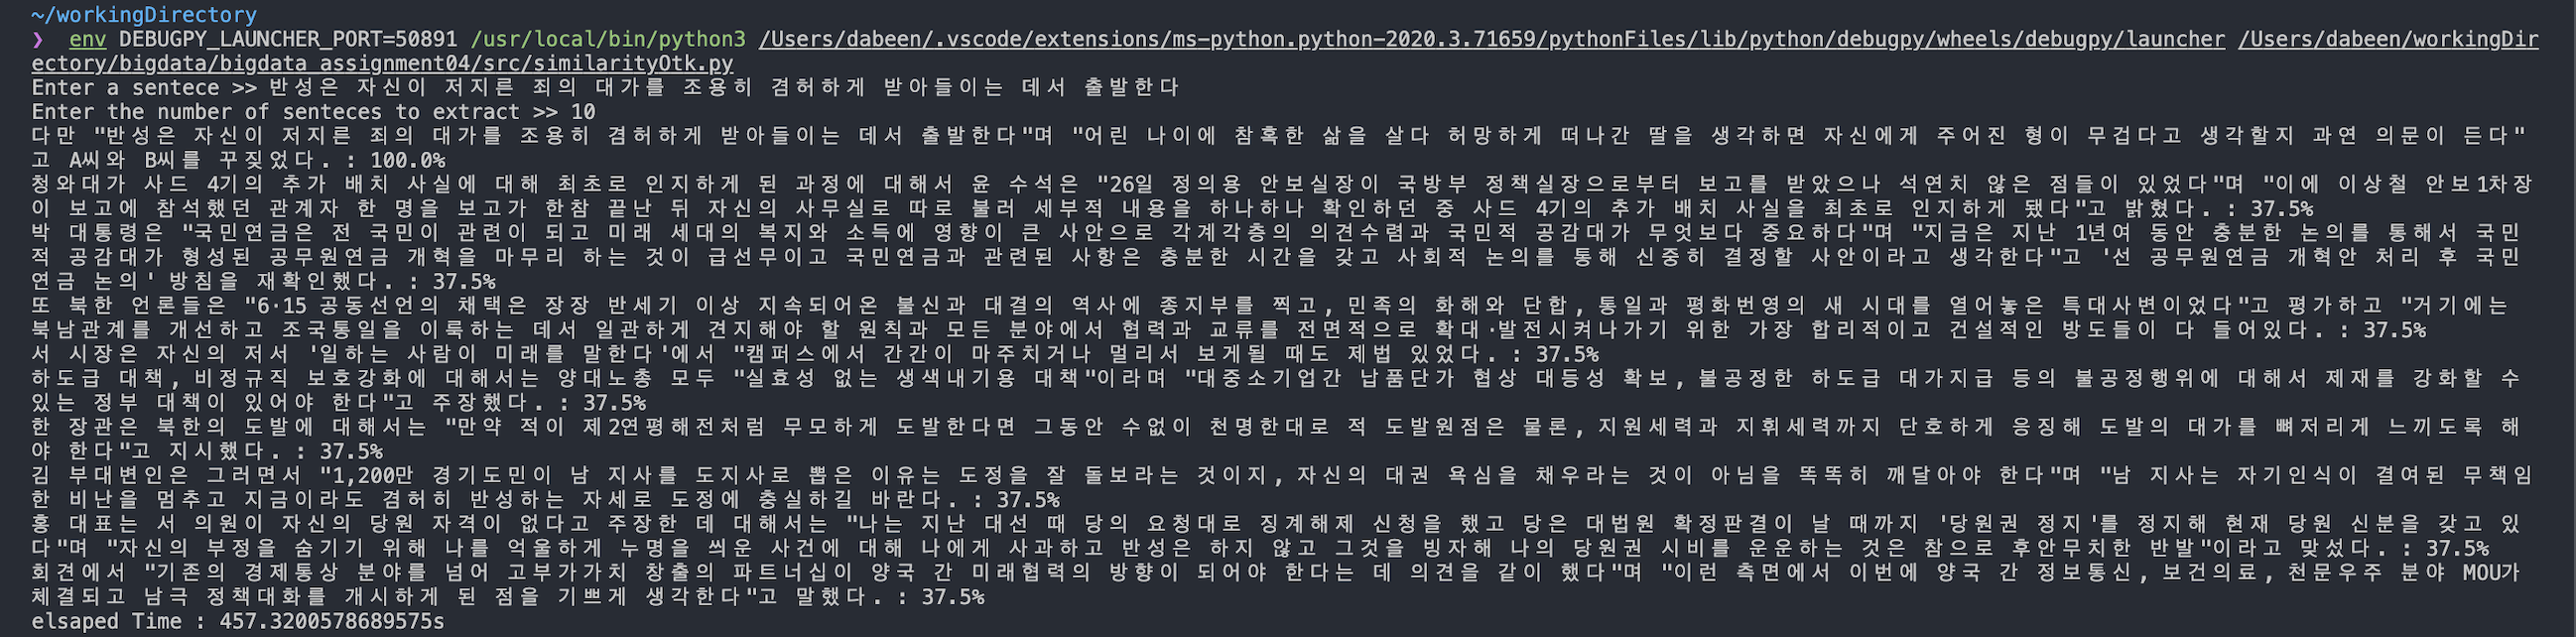 ~/workingDirectory
❯ env DEBUGPY_LAUNCHER_PORT=50891 /usr/local/bin/python3 /Users/dabeen/.vscode/extensions/ms-python.python-2020.3.71659/pythonFiles/lib/python/debugpy/wheels/debugpy/launcher /Users/dabeen/workingDir
ectory/bigdata/bigdata_assignment04/src/similarityOtk.py
Enter a sentece >> 반성은 자신이 저지른 죄의 대가를 조용히 겸허하게 받아들이는 데서 출발한다
Enter the number of senteces to extract >> 10
다만 "반성은 자신이 저지른 죄의 대가를 조용히 겸허하게 받아들이는 데서 출발한다"며 "어린 나이에 참혹한 삶을 살다 허망하게 떠나간 딸을 생각하면 자신에게 주어진 형이 무겁다고 생각할지 과연 의문이 든다"
고 A씨와 B씨를 꾸짖었다. : 100.0%
청와대가 사드 4기의 추가 배치 사실에 대해 최초로 인지하게 된 과정에 대해서 윤 수석은 "26일 정의용 안보실장이 국방부 정책실장으로부터 보고를 받았으나 석연치 않은 점들이 있었다"며 "이에 이상철 안보1차장
이 보고에 참석했던 관계자 한 명을 보고가 한참 끝난 뒤 자신의 사무실로 따로 불러 세부적 내용을 하나하나 확인하던 중 사드 4기의 추가 배치 사실을 최초로 인지하게 됐다"고 밝혔다. : 37.5%
박 대통령은 "국민연금은 전 국민이 관련이 되고 미래 세대의 복지와 소득에 영향이 큰 사안으로 각계각층의 의견수렴과 국민적 공감대가 무엇보다 중요하다"며 "지금은 지난 1년여 동안 충분한 논의를 통해서 국민
적 공감대가 형성된 공무원연금 개혁을 마무리 하는 것이 급선무이고 국민연금과 관련된 사항은 충분한 시간을 갖고 사회적 논의를 통해 신중히 결정할 사안이라고 생각한다"고 '선 공무원연금 개혁안 처리 후 국민
연금 논의' 방침을 재확인했다. : 37.5%
또 북한 언론들은 "6·15 공동선언의 채택은 장장 반세기 이상 지속되어온 불신과 대결의 역사에 종지부를 찍고, 민족의 화해와 단합, 통일과 평화번영의 새 시대를 열어놓은 특대사변이었다"고 평가하고 "거기에는
북남관계를 개선하고 조국통일을 이룩하는 데서 일관하게 견지해야 할 원칙과 모든 분야에서 협력과 교류를 전면적으로 확대·발전시켜나가기 위한 가장 합리적이고 건설적인 방도들이 다 들어있다. : 37.5%
서 시장은 자신의 저서 '일하는 사람이 미래를 말한다'에서 "캠퍼스에서 간간이 마주치거나 멀리서 보게될 때도 제법 있었다. : 37.5%
하도급 대책, 비정규직 보호강화에 대해서는 양대노총 모두 "실효성 없는 생색내기용 대책"이라며 "대중소기업간 납품단가 협상 대등성 확보, 불공정한 하도급 대가지급 등의 불공정행위에 대해서 제재를 강화할 수
있는 정부 대책이 있어야 한다"고 주장했다. : 37.5%
한 장관은 북한의 도발에 대해서는 "만약 적이 제2연평해전처럼 무모하게 도발한다면 그동안 수없이 천명한대로 적 도발원점은 물론, 지원세력과 지휘세력까지 단호하게 응징해 도발의 대가를 뼈저리게 느끼도록 해
야 한다"고 지시했다. : 37.5%
김 부대변인은 그러면서 "1,200만 경기도민이 남 지사를 도지사로 뽑은 이유는 도정을 잘 돌보라는 것이지, 자신의 대권 욕심을 채우라는 것이 아님을 똑똑히 깨달아야 한다"며 "남 지사는 자기인식이 결여된 무책임
한 비난을 멈추고 지금이라도 겸허히 반성하는 자세로 도정에 충실하길 바란다. : 37.5%
홍 대표는 서 의원이 자신의 당원 자격이 없다고 주장한 데 대해서는 "나는 지난 대선 때 당의 요청대로 징계해제 신청을 했고 당은 대법원 확정판결이 날 때까지 '당원권 정지'를 정지해 현재 당원 신분을 갖고 있
다"며 "자신의 부정을 숨기기 위해 나를 억울하게 누명을 씌운 사건에 대해 나에게 사과하고 반성은 하지 않고 그것을 빙자해 나의 당원권 시비를 운운하는 것은 참으로 후안무치한 반발"이라고 맞섰다. : 37.5%
회견에서 "기존의 경제통상 분야를 넘어 고부가가치 창출의 파트너십이 양국 간 미래협력의 방향이 되어야 한다는 데 의견을 같이 했다"며 "이런 측면에서 이번에 양국 간 정보통신, 보건의료, 천문우주 분야 MOU가
체결되고 남극 정책대화를 개시하게 된 점을 기쁘게 생각한다"고 말했다. : 37.5%
elsaped Time : 457.3200578689575s